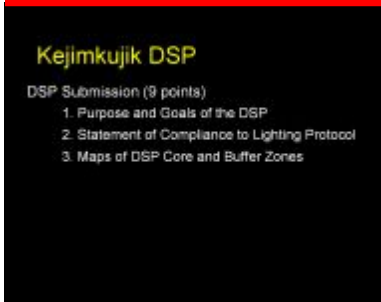 Kejimkujik DSP
DSP Submission (9 points)
1. Purpose and Goals of the DSP
2. Statement of Compliance to Lighting Protocol
3. Maps of DSP Core and Buffer Zones